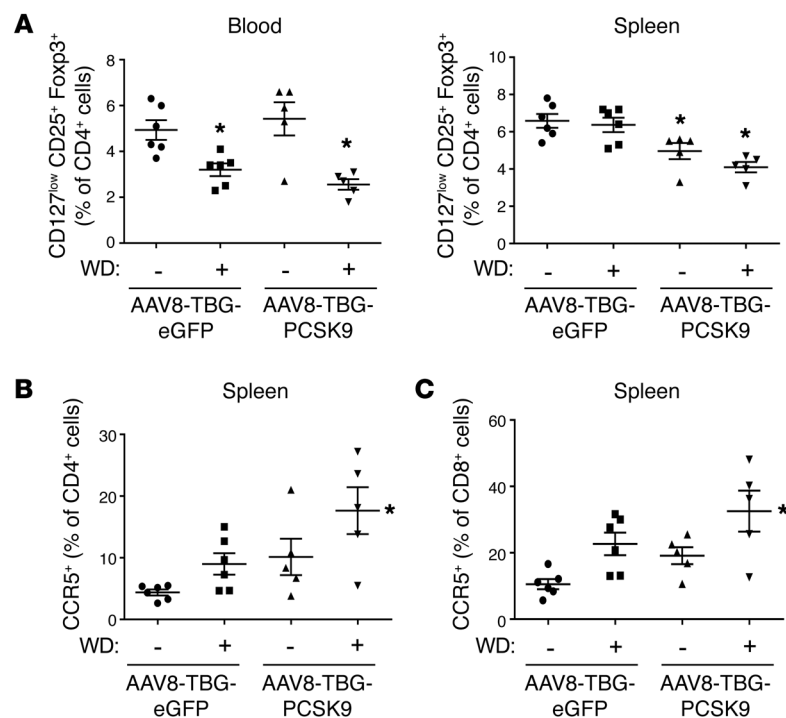 A
Blood
CD127low CD25+ Foxp3+
(% of CD4+ cells)
8
6
4
2
0
*
*
WD: - + - +
AAV8-TBG-
eGFP
AAV8-TBG-
PCSK9
Spleen
CD127low CD25+ Foxp3+
(% of CD4+ cells)
10
8
6
4
2
0
*
*
WD: - + - +
AAV8-TBG-
eGFP
AAV8-TBG-
PCSK9
B
Spleen
CCR5+ (% of CD4+ cells)
30
20
10
0
*
WD: - + - +
AAV8-TBG-
eGFP
AAV8-TBG-
PCSK9
C
Spleen
CCR5+ (% of CD8+ cells)
60
40
20
0
*
WD: - + - +
AAV8-TBG-
eGFP
AAV8-TBG-
PCSK9